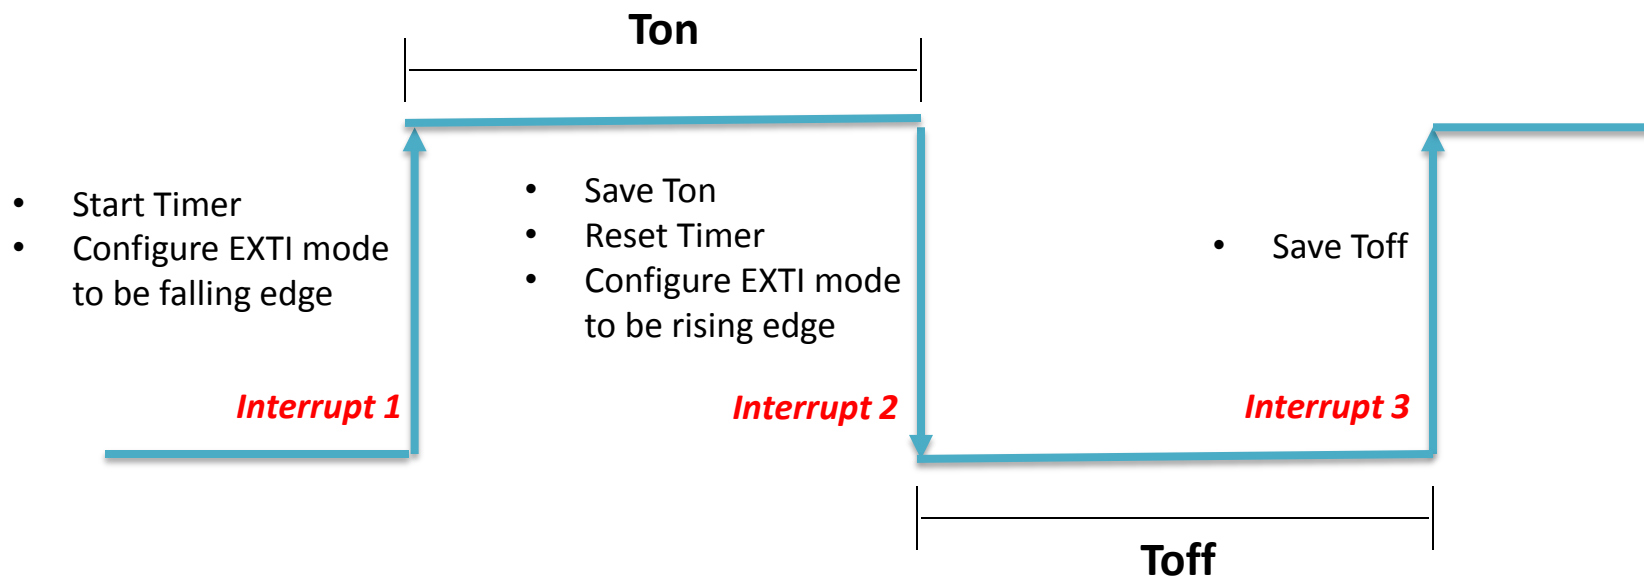 Ton
• Start Timer
• Configure EXTI mode
to be falling edge
• Save Ton
• Reset Timer
• Configure EXTI mode
to be rising edge
• Save Toff
Interrupt 1
Interrupt 2
Interrupt 3
Toff